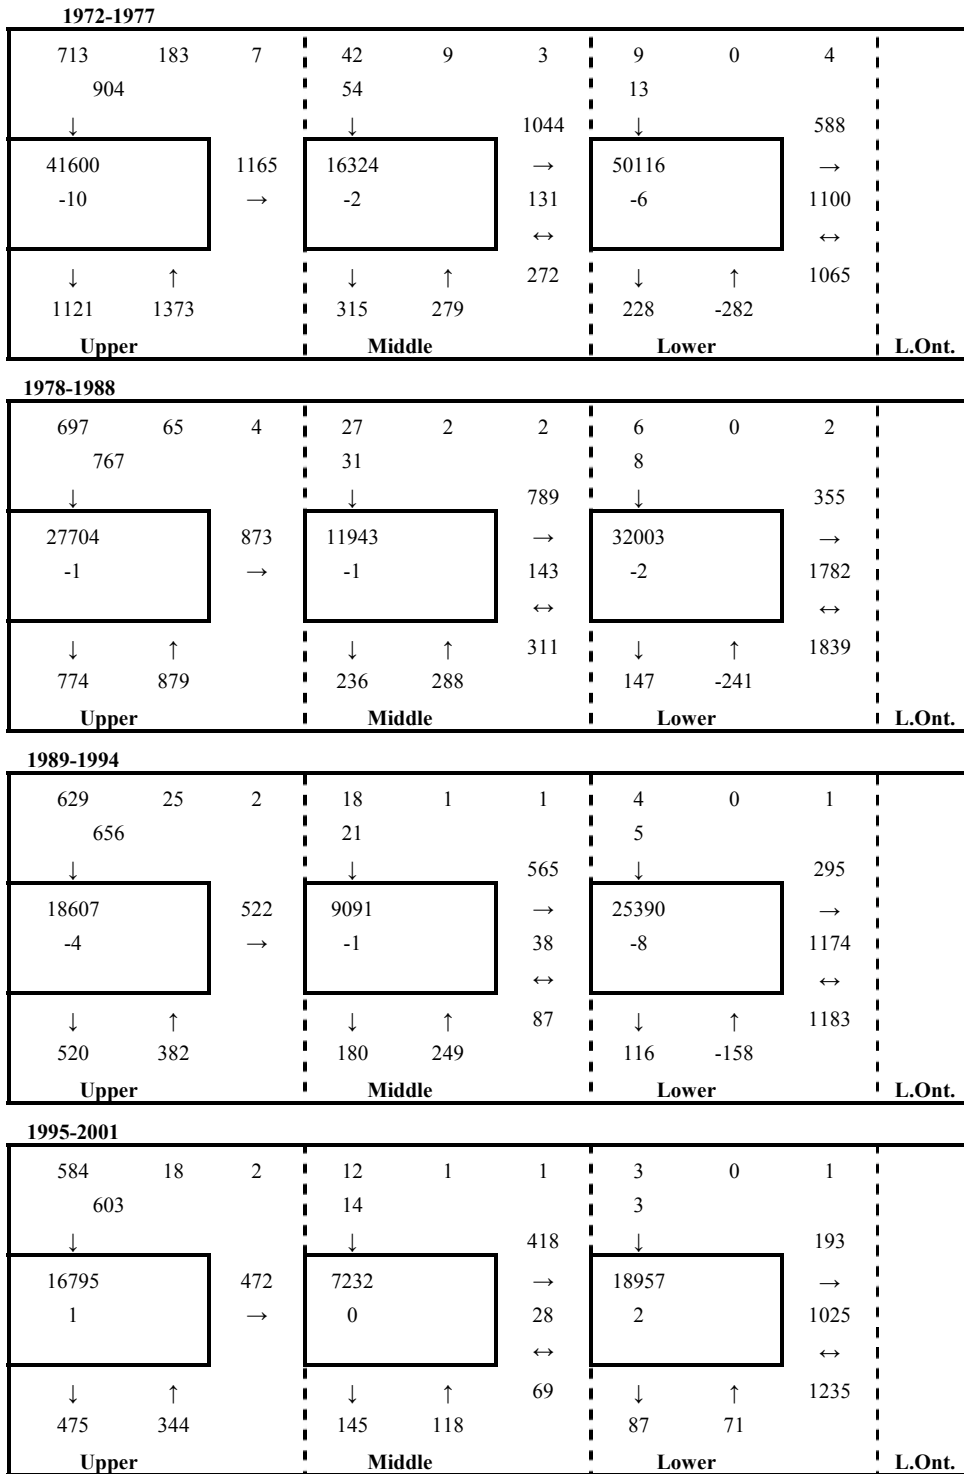 1972-1977
713 183 7 42 9 3 9 0 4
904 54 13
↓ ↓ 1044 ↓ 588
41600 1165 16324 → 50116 →
-10 → -2 131 -6 1100
↔ ↔
↓ ↑ ↓ ↑ 272 ↓ ↑ 1065
1121 1373 315 279 228 -282
Upper Middle Lower L.Ont.
1978-1988
697 65 4 27 2 2 6 0 2
767 31 8
↓ ↓ 789 ↓ 355
27704 873 11943 → 32003 →
-1 → -1 143 -2 1782
↔ ↔
↓ ↑ ↓ ↑ 311 ↓ ↑ 1839
774 879 236 288 147 -241
Upper Middle Lower L.Ont.
1989-1994
629 25 2 18 1 1 4 0 1
656 21 5
↓ ↓ 565 ↓ 295
18607 522 9091 → 25390 →
-4 → -1 38 -8 1174
↔ ↔
↓ ↑ ↓ ↑ 87 ↓ ↑ 1183
520 382 180 249 116 -158
Upper Middle Lower L.Ont.
1995-2001
584 18 2 12 1 1 3 0 1
603 14 3
↓ ↓ 418 ↓ 193
16795 472 7232 → 18957 →
1 → 0 28 2 1025
↔ ↔
↓ ↑ ↓ ↑ 69 ↓ ↑ 1235
475 344 145 118 87 71
Upper Middle Lower L.Ont.